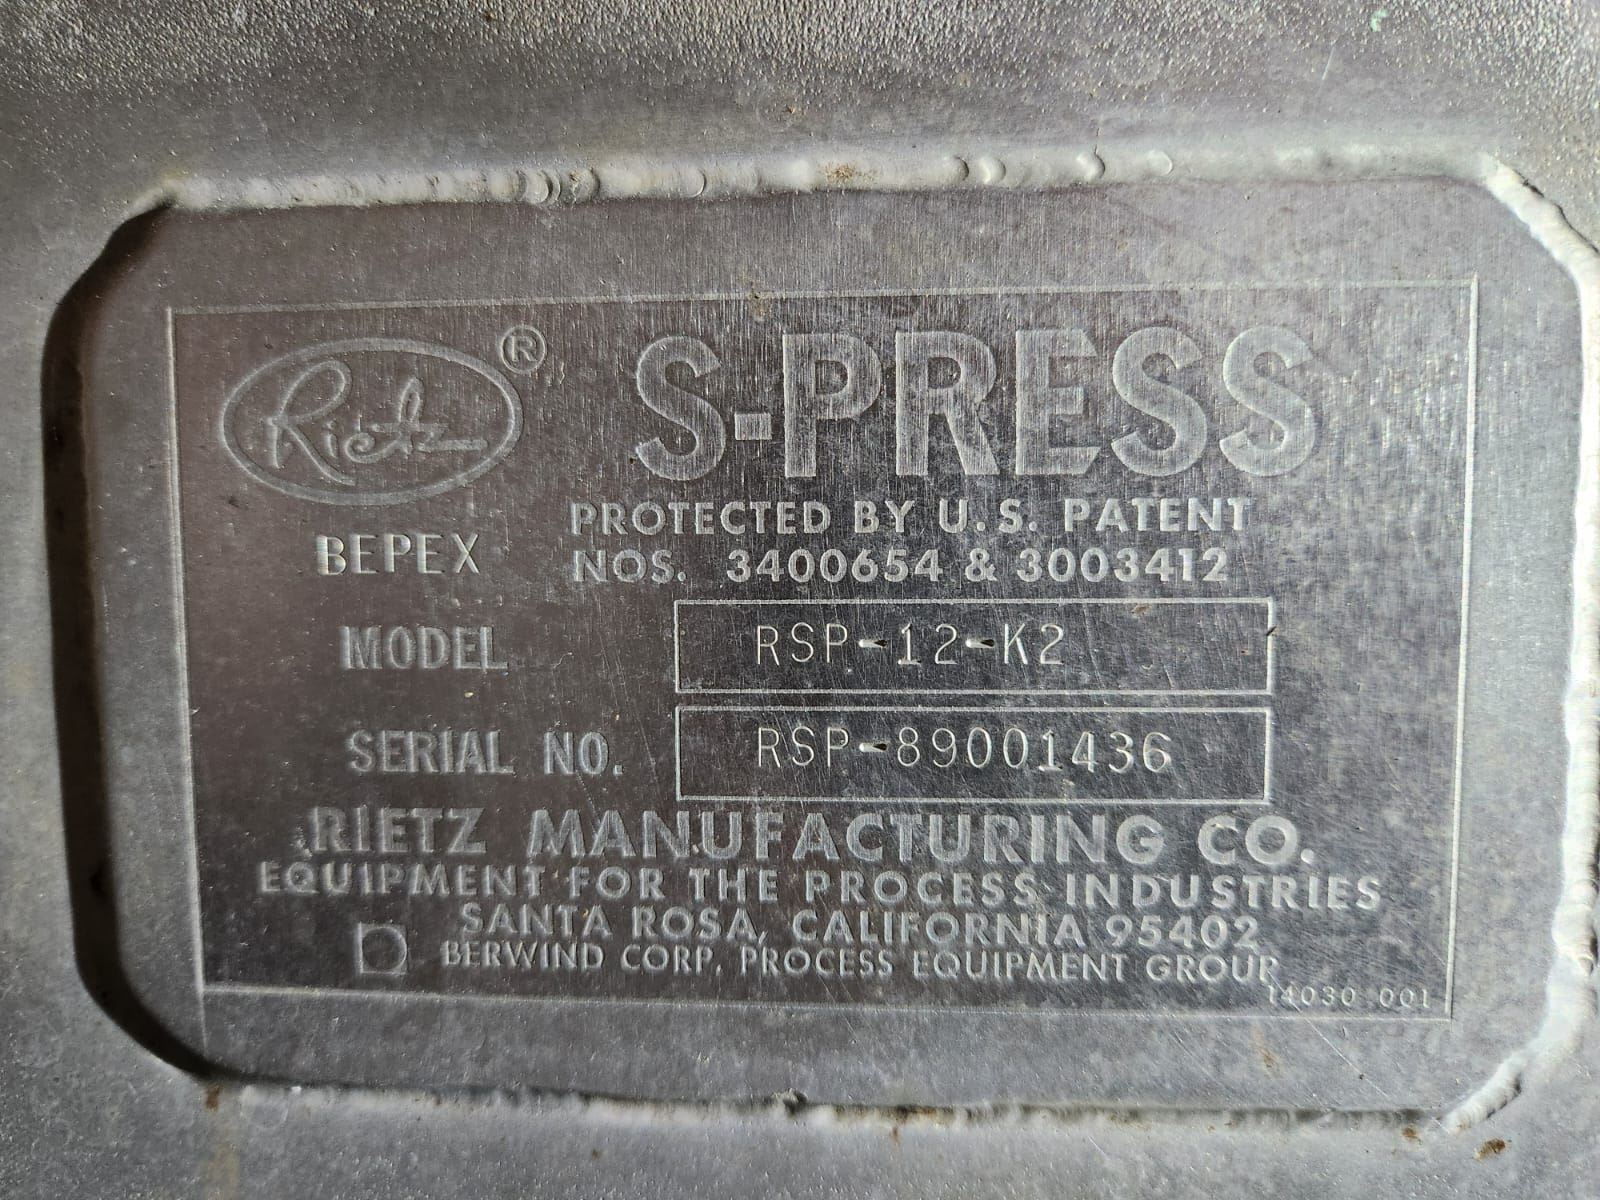 Rietz ® S-PRESS
PROTECTED BY U.S. PATENT
BEPEX NOS. 3400654 & 3003412
MODEL RSP-12-K2
SERIAL NO. RSP-89001436
RIETZ MANUFACTURING CO.
EQUIPMENT FOR THE PROCESS INDUSTRIES
SANTA ROSA, CALIFORNIA 95402
BERWIND CORP. PROCESS EQUIPMENT GROUP
14030 001